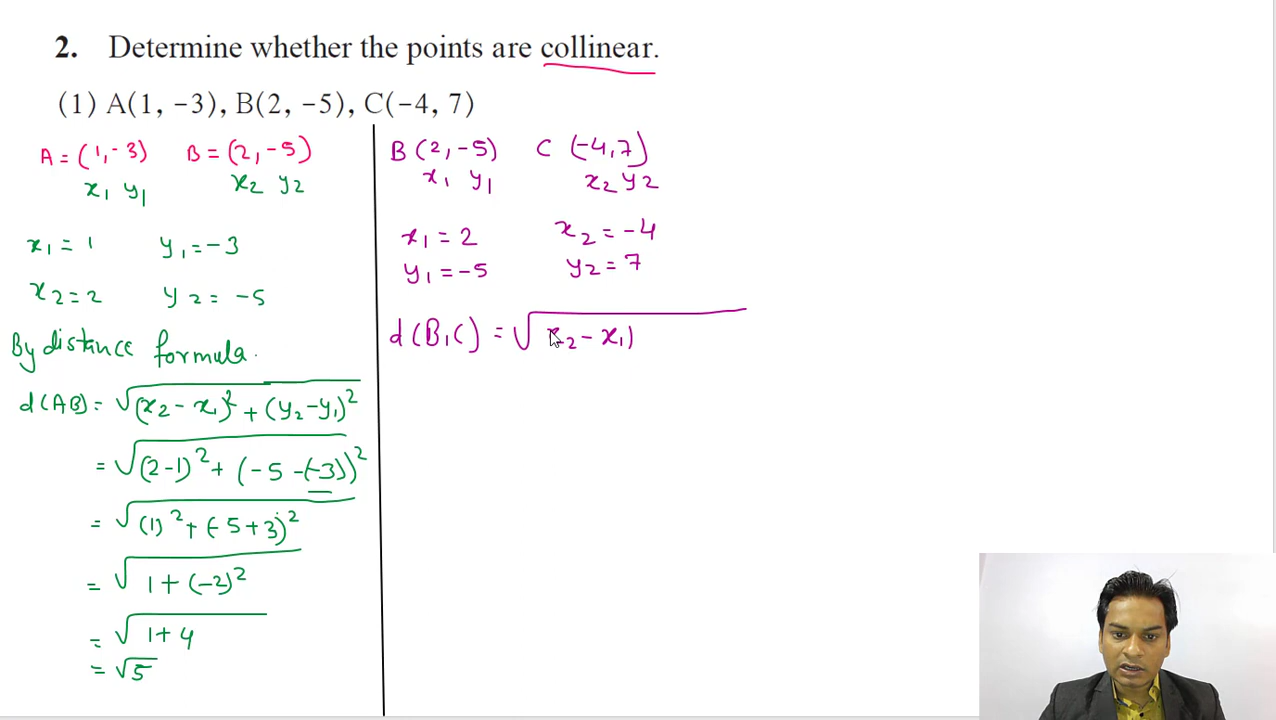 2. Determine whether the points are collinear.
(1) A(1, −3), B(2, −5), C(−4, 7)
A = (1, -3) B = (2, -5)
x₁ y₁ x₂ y₂
x₁ = 1 y₁ = -3
x₂ = 2 y₂ = -5
By distance formula.
d(AB) = √((x₂ - x₁)² + (y₂ - y₁)²)
= √((2-1)² + (-5 -(-3))²)
= √((1)² + (-5+3)²)
= √(1 + (-2)²)
= √(1+4)
= √5
B (2, -5) C (-4, 7)
x₁ y₁ x₂ y₂
x₁ = 2 x₂ = -4
y₁ = -5 y₂ = 7
d(B,C) = √ x₂ - x₁)